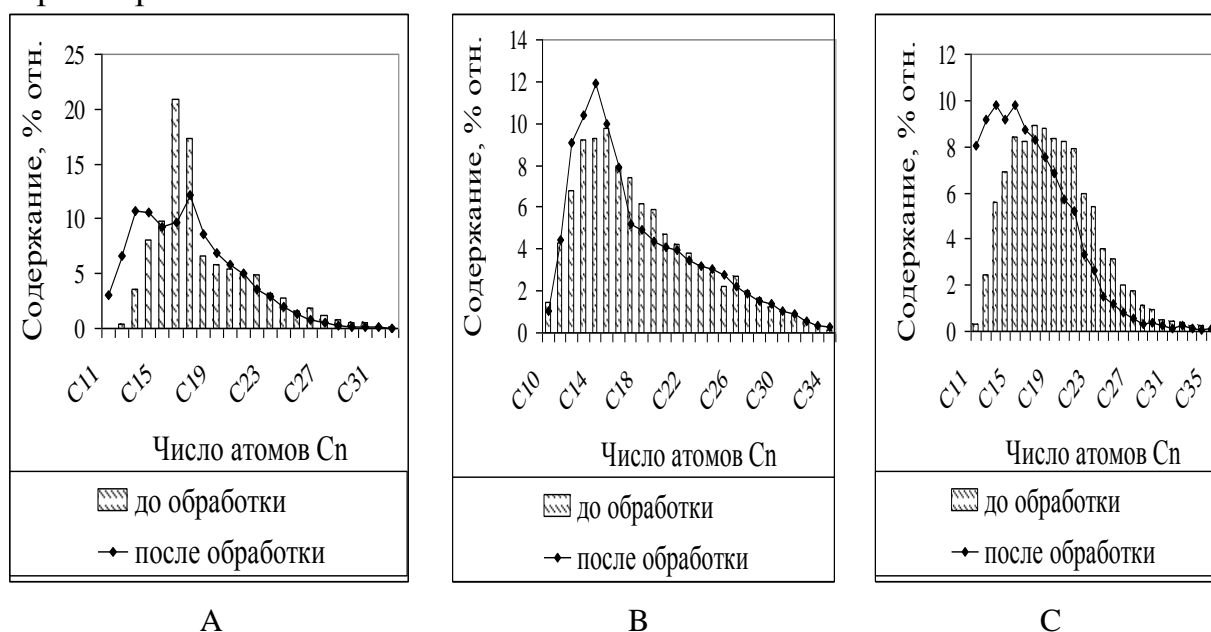 Содержание, % отн.
25
20
15
10
5
0
C11
C15
C19
C23
C27
C31
Число атомов Cn
до обработки
после обработки
A
Содержание, % отн.
14
12
10
8
6
4
2
0
C10
C14
C18
C22
C26
C30
C34
Число атомов Cn
до обработки
после обработки
B
Содержание, % отн.
12
10
8
6
4
2
0
C11
C15
C19
C23
C27
C31
C35
Число атомов Cn
до обработки
после обработки
C